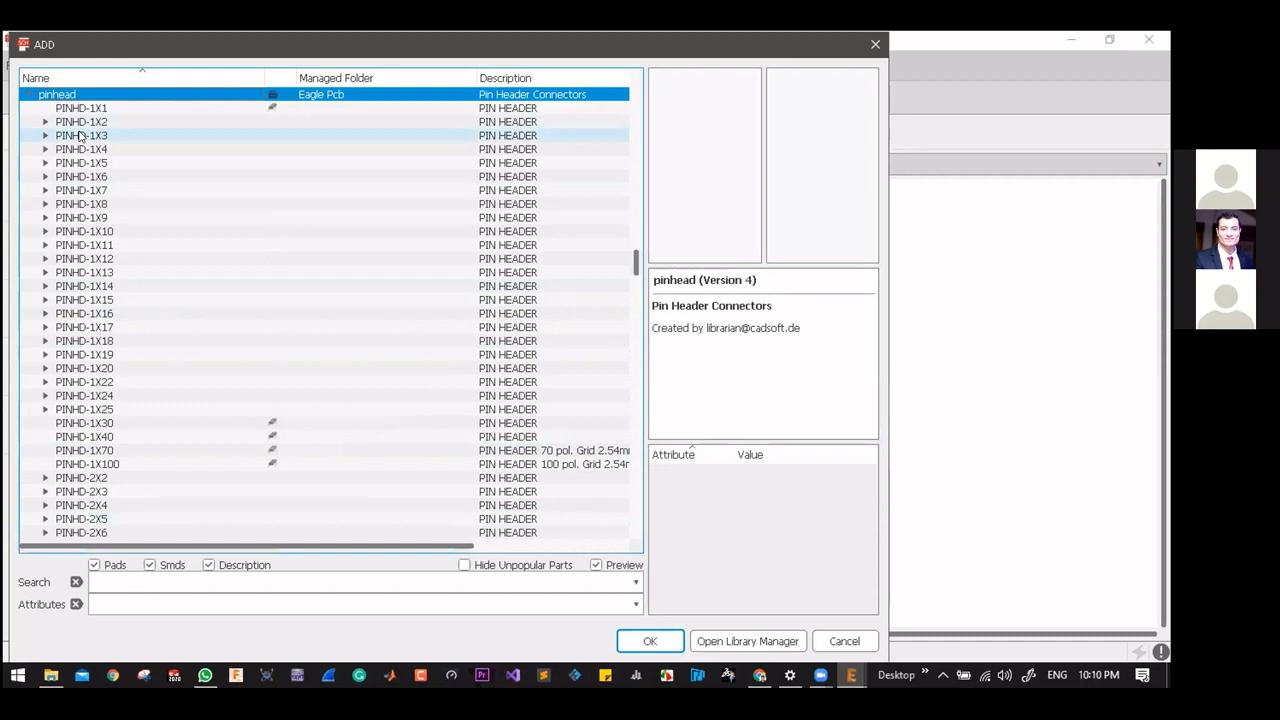 ADD
Name Managed Folder Description
pinhead Eagle Pcb Pin Header Connectors
PINHD-1X1 PIN HEADER
PINHD-1X2 PIN HEADER
PINHD-1X3 PIN HEADER
PINHD-1X4 PIN HEADER
PINHD-1X5 PIN HEADER
PINHD-1X6 PIN HEADER
PINHD-1X7 PIN HEADER
PINHD-1X8 PIN HEADER
PINHD-1X9 PIN HEADER
PINHD-1X10 PIN HEADER
PINHD-1X11 PIN HEADER
PINHD-1X12 PIN HEADER
PINHD-1X13 PIN HEADER
PINHD-1X14 PIN HEADER
PINHD-1X15 PIN HEADER
PINHD-1X16 PIN HEADER
PINHD-1X17 PIN HEADER
PINHD-1X18 PIN HEADER
PINHD-1X19 PIN HEADER
PINHD-1X20 PIN HEADER
PINHD-1X22 PIN HEADER
PINHD-1X24 PIN HEADER
PINHD-1X25 PIN HEADER
PINHD-1X30 PIN HEADER
PINHD-1X40 PIN HEADER
PINHD-1X70 PIN HEADER 70 pol. Grid 2.54m
PINHD-1X100 PIN HEADER 100 pol. Grid 2.54
PINHD-2X2 PIN HEADER
PINHD-2X3 PIN HEADER
PINHD-2X4 PIN HEADER
PINHD-2X5 PIN HEADER
PINHD-2X6 PIN HEADER
pinhead (Version 4)
Pin Header Connectors
Created by librarian@cadsoft.de
Attribute Value
Pads Smds Description Hide Unpopular Parts Preview
Search
Attributes
OK Open Library Manager Cancel
Desktop ENG 10:10 PM